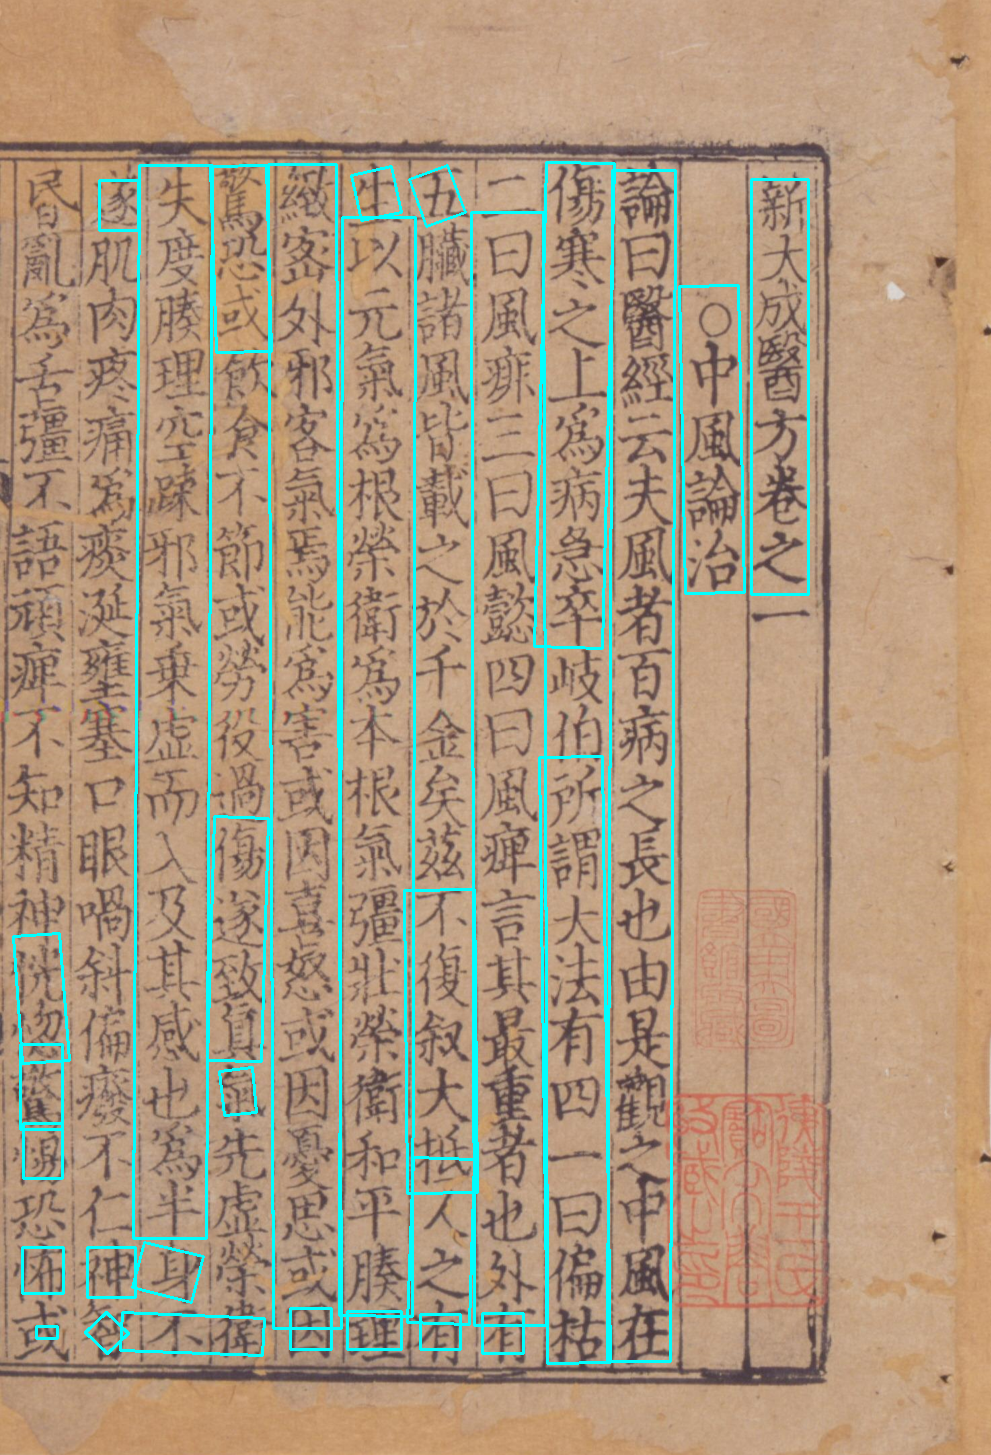 新大成醫方卷之一
○中風論治
論曰醫經云夫風者百病之長也由是觀之中風在
傷寒之上爲病急卒岐伯所謂大法有四一曰偏枯
二曰風痱三曰風懿四曰風痺言其最重者也外有
五臟諸風皆載之於千金矣茲不復叙大抵人之有
生以元氣爲根榮衛爲本根氣彊壯榮衛和平腠理
緻密外邪客氣焉能爲害或因喜怒或因憂思或因
驚恐或飲食不節或勞役過傷遂致眞氣先虛榮衛
失度腠理空踈邪氣乗虛而入及其感也爲半身不
遂肌肉疼痛爲痰涎壅塞口眼喎斜偏癈不仁神智
昏亂爲舌彊不語頑痺不知精神恍惚驚惕恐怖或